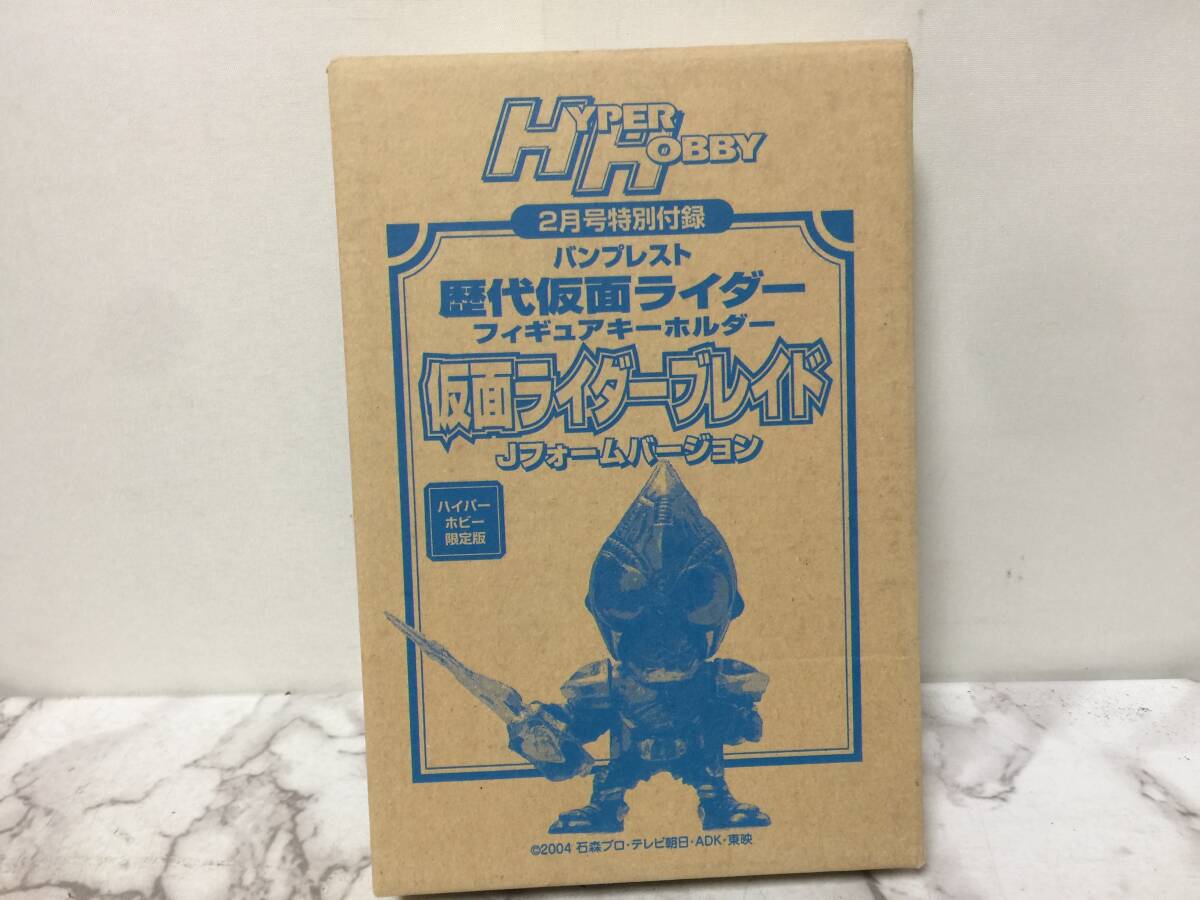 HYPER HOBBY
2月号特別付録
バンプレスト
歴代仮面ライダー
フィギュアキーホルダー
仮面ライダーブレイド
Jフォームバージョン
ハイパー
ホビー
限定版
©2004 石森プロ・テレビ朝日・ADK・東映